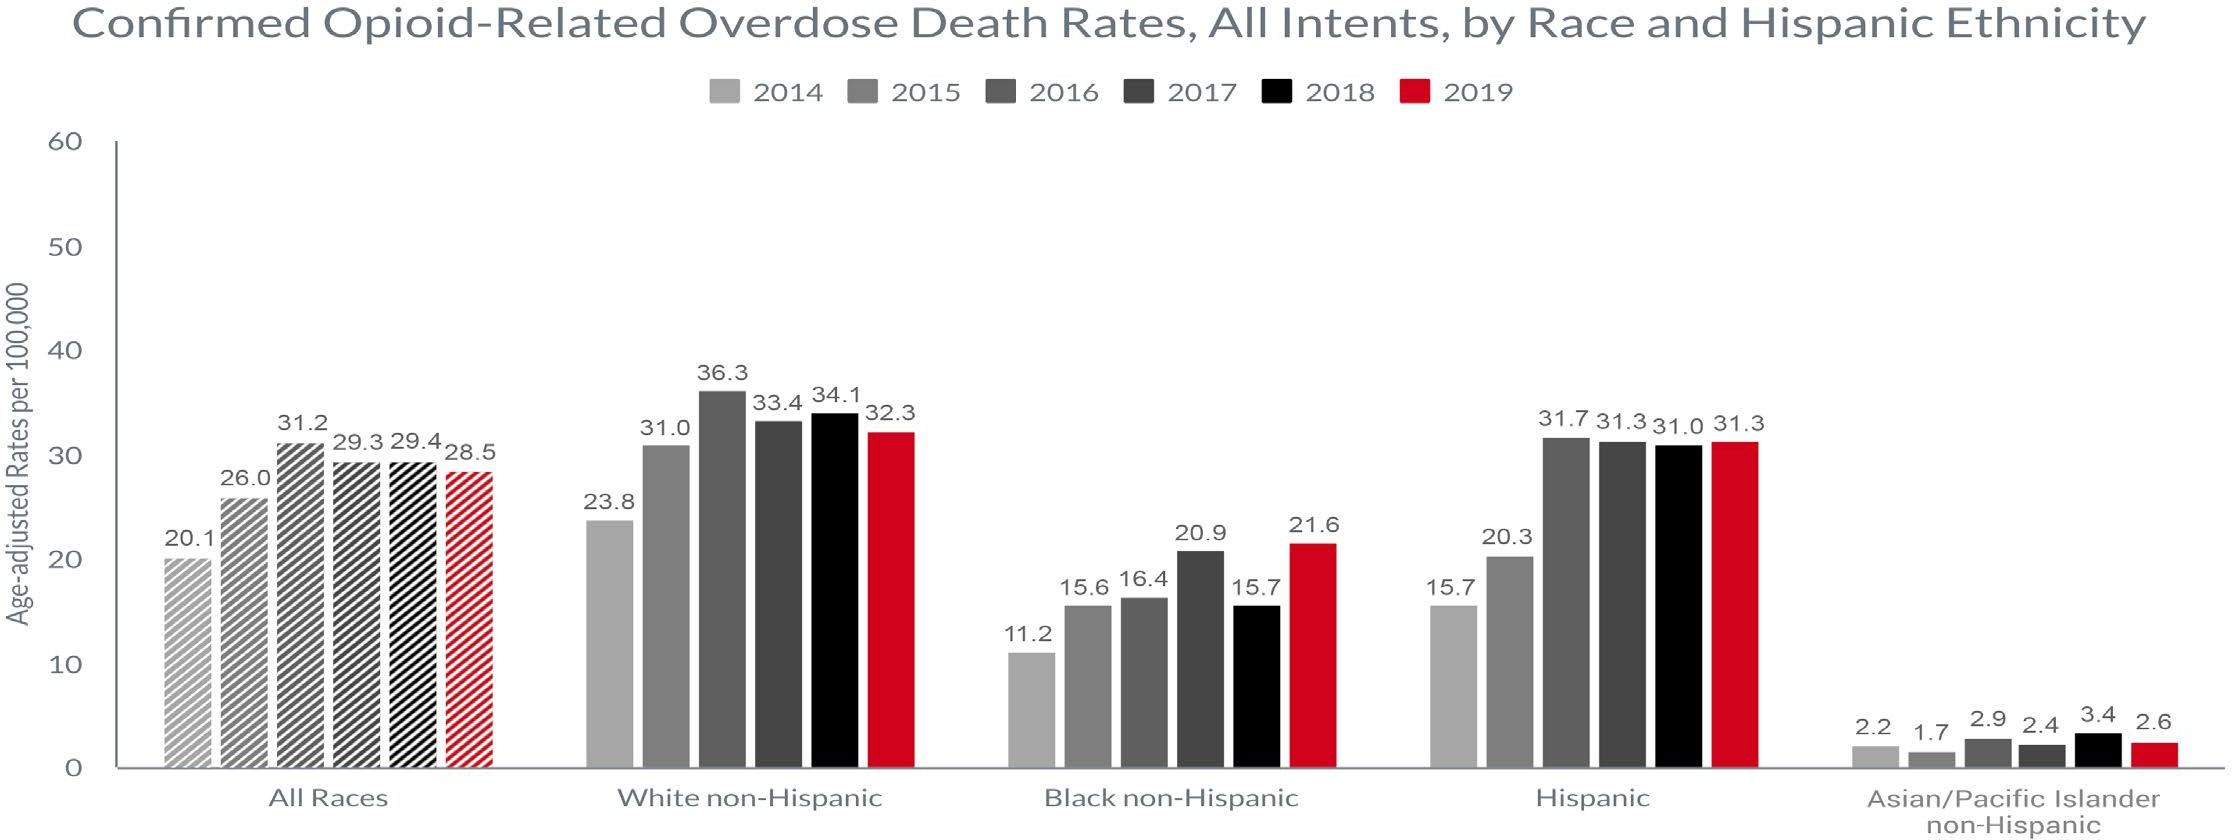 Confirmed Opioid-Related Overdose Death Rates, All Intents, by Race and Hispanic Ethnicity
2014 2015 2016 2017 2018 2019
Age-adjusted Rates per 100,000
60
50
40
30
20
10
0
20.1 26.0 31.2 29.3 29.4 28.5
23.8 31.0 36.3 33.4 34.1 32.3
11.2 15.6 16.4 20.9 15.7 21.6
15.7 20.3 31.7 31.3 31.0 31.3
2.2 1.7 2.9 2.4 3.4 2.6
All Races
White non-Hispanic
Black non-Hispanic
Hispanic
Asian/Pacific Islander
non-Hispanic